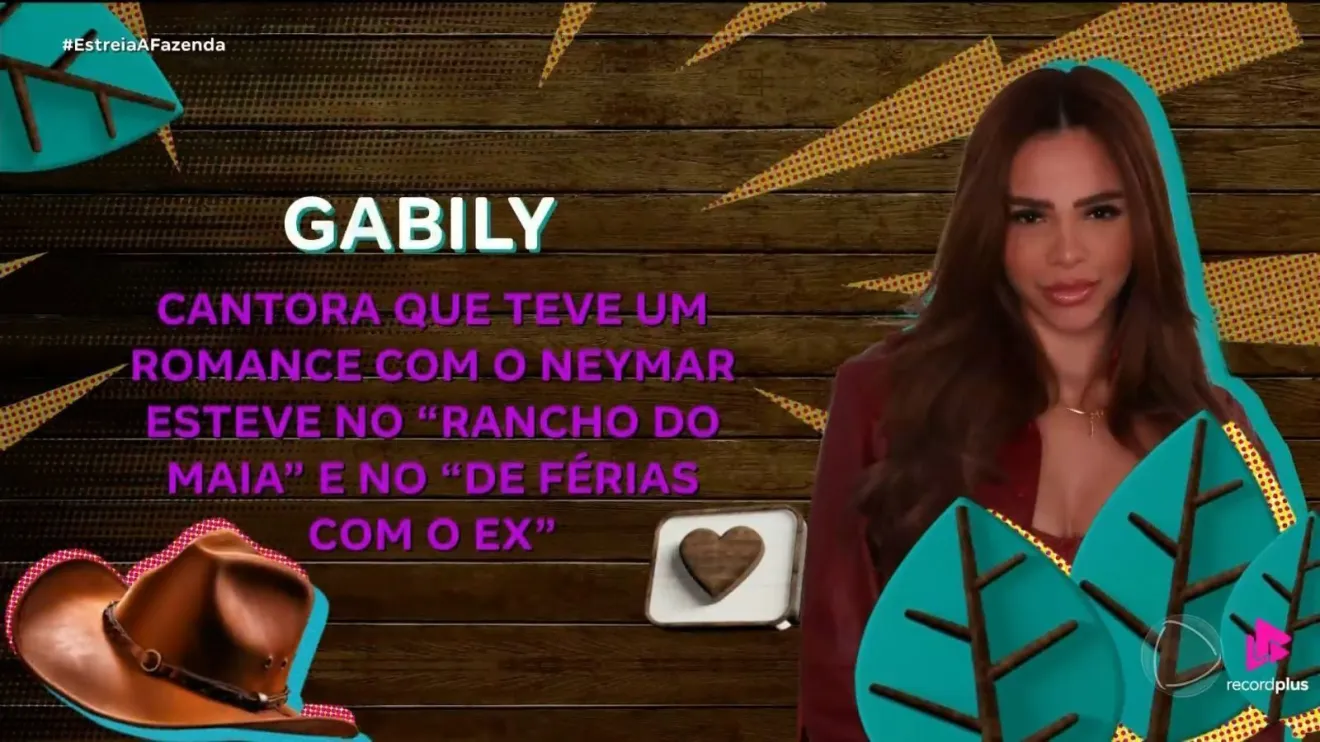 #EstreiaAFazenda
GABILY
CANTORA QUE TEVE UM
ROMANCE COM O NEYMAR
ESTEVE NO “RANCHO DO
MAIA” E NO “DE FÉRIAS
COM O EX”
recordplus